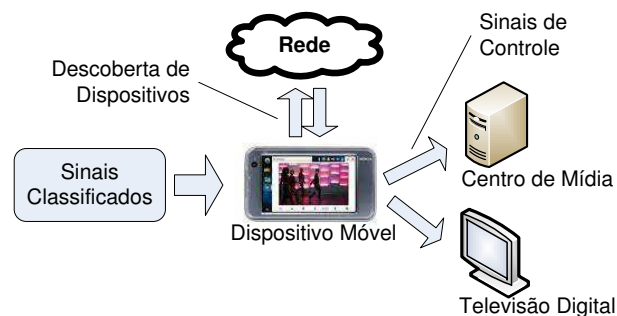 Rede
Sinais de
Controle
Descoberta de
Dispositivos
Sinais
Classificados
Dispositivo Móvel
Centro de Mídia
Televisão Digital